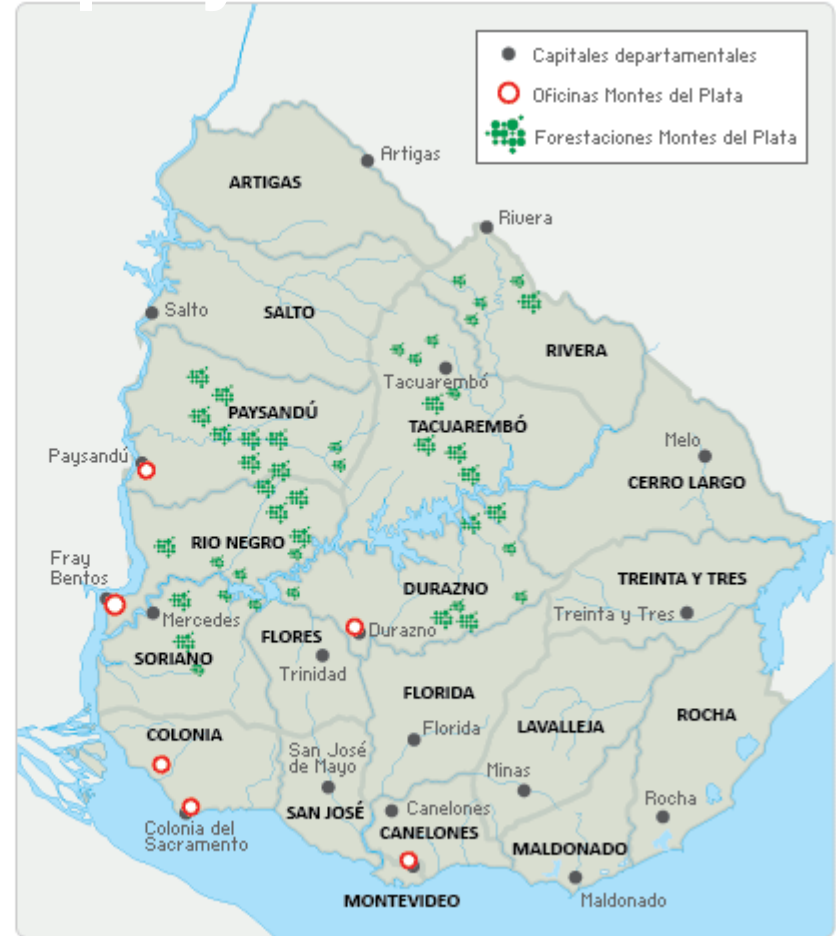 Capitales departamentales
Oficinas Montes del Plata
Forestaciones Montes del Plata
Artigas
ARTIGAS
Rivera
Salto
SALTO
RIVERA
Tacuarembó
PAYSANDÚ
TACUAREMBÓ
Paysandú
Melo
CERRO LARGO
RIO NEGRO
Fray
Bentos
DURAZNO
TREINTA Y TRES
Mercedes
Treinta y Tres
FLORES
Durazno
SORIANO
Trinidad
FLORIDA
ROCHA
COLONIA
Florida
LAVALLEJA
San José
de Mayo
Minas
SAN JOSÉ
Canelones
Rocha
Colonia del
Sacramento
CANELONES
MALDONADO
MONTEVIDEO
Maldonado